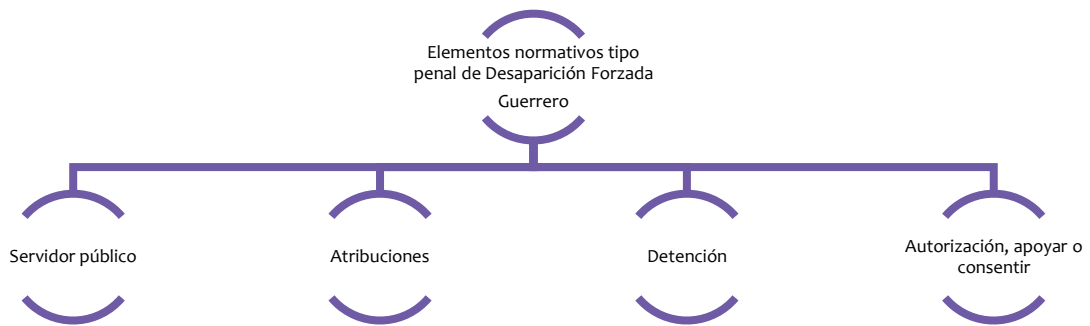 Elementos normativos tipo
penal de Desaparición Forzada
Guerrero
Servidor público
Atribuciones
Detención
Autorización, apoyar o
consentir